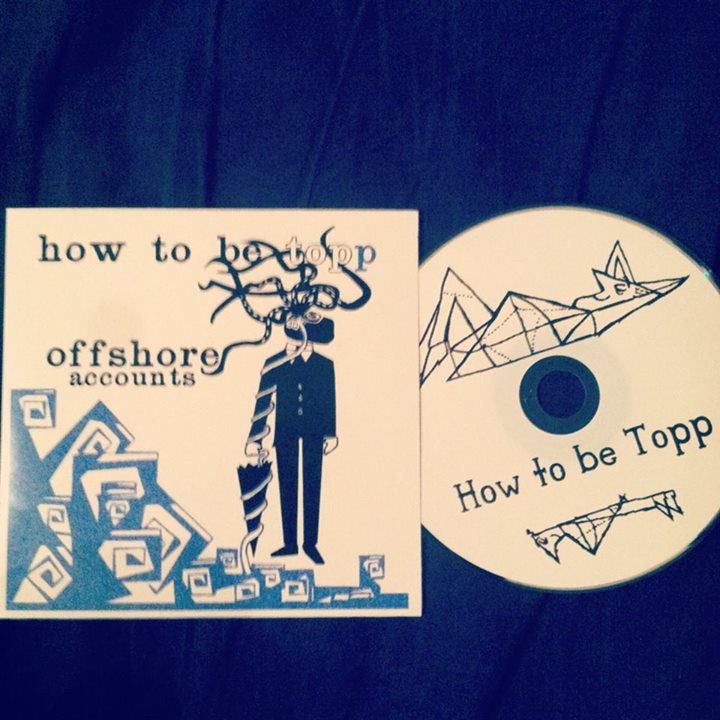 how to be topp
offshore
accounts
How to be Topp